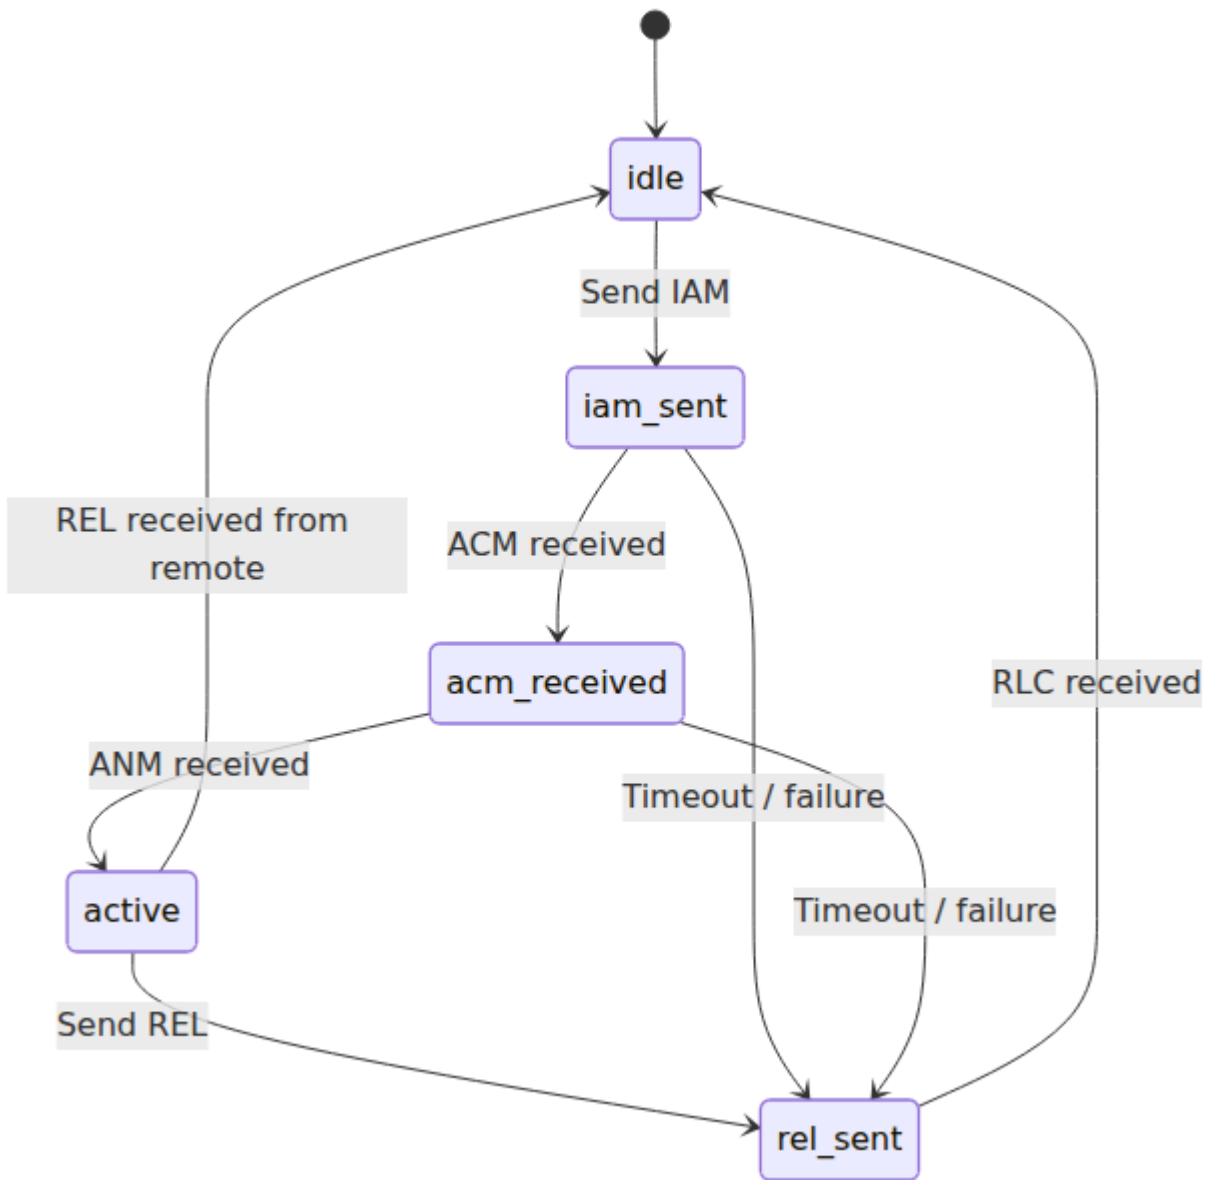 idle
Send IAM
iam_sent
REL received from
remote
ACM received
acm_received
RLC received
ANM received
Timeout / failure
active
Timeout / failure
Send REL
rel_sent